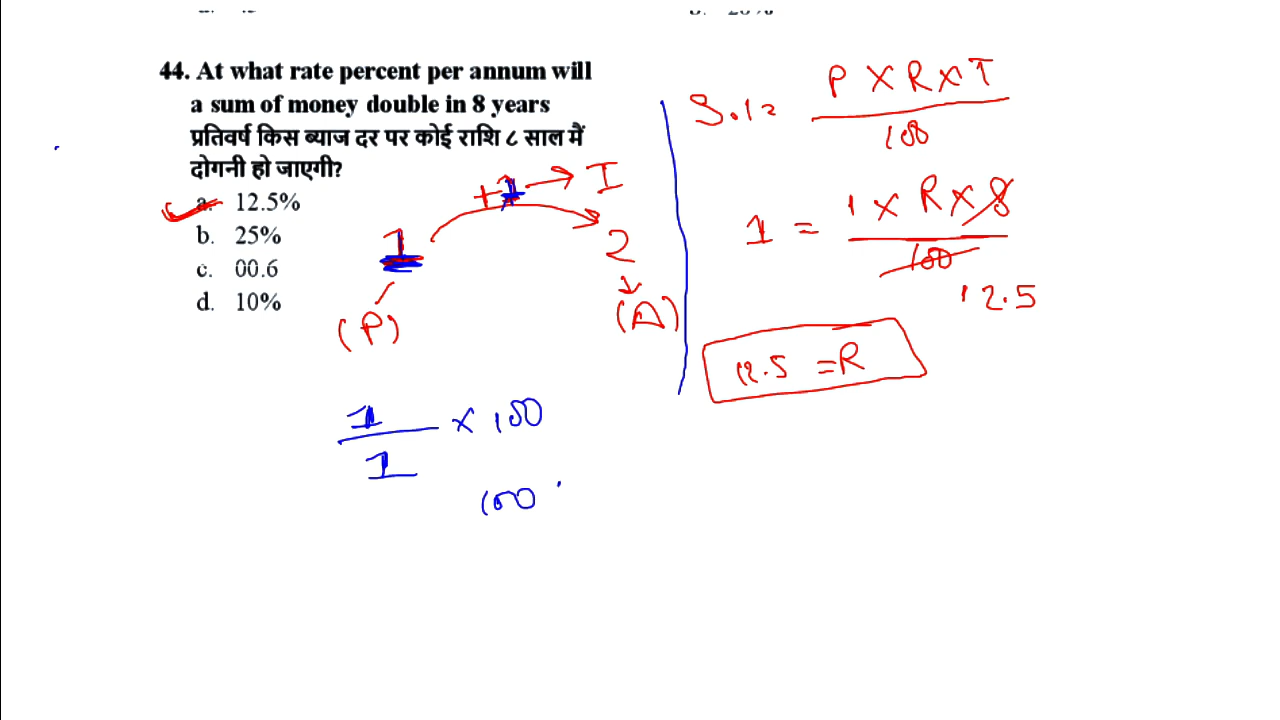 44. At what rate percent per annum will
a sum of money double in 8 years
प्रतिवर्ष किस ब्याज दर पर कोई राशि ८ साल में
दोगनी हो जाएगी?
a. 12.5%
b. 25%
c. 00.6
d. 10%
+1 → I
1
2
(P)
(A)
1/1 × 100
100
S.I =
P × R × T
100
1 = 1 × R × 8
100
12.5
12.5 = R